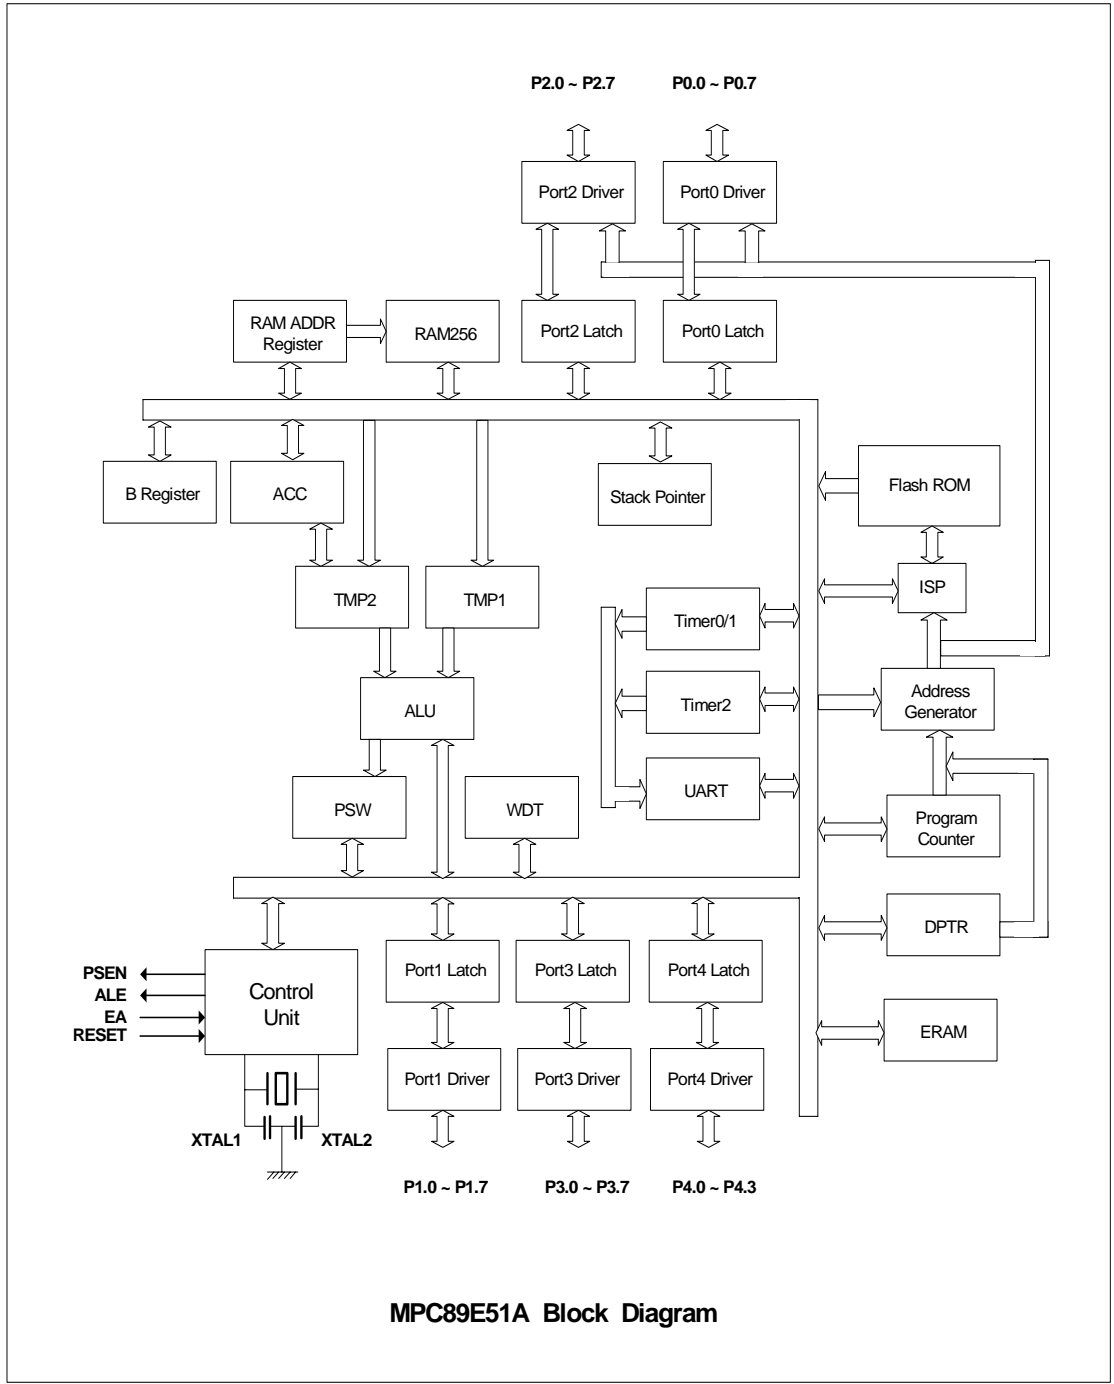 P2.0 ~ P2.7
P0.0 ~ P0.7
Port2 Driver
Port0 Driver
RAM ADDR
Register
RAM256
Port2 Latch
Port0 Latch
B Register
ACC
Stack Pointer
Flash ROM
TMP2
TMP1
ISP
Timer0/1
ALU
Timer2
Address
Generator
PSW
WDT
UART
Program
Counter
DPTR
Port1 Latch
Port3 Latch
Port4 Latch
PSEN
ALE
EA
RESET
Control
Unit
ERAM
Port1 Driver
Port3 Driver
Port4 Driver
XTAL1
XTAL2
P1.0 ~ P1.7
P3.0 ~ P3.7
P4.0 ~ P4.3
MPC89E51A Block Diagram